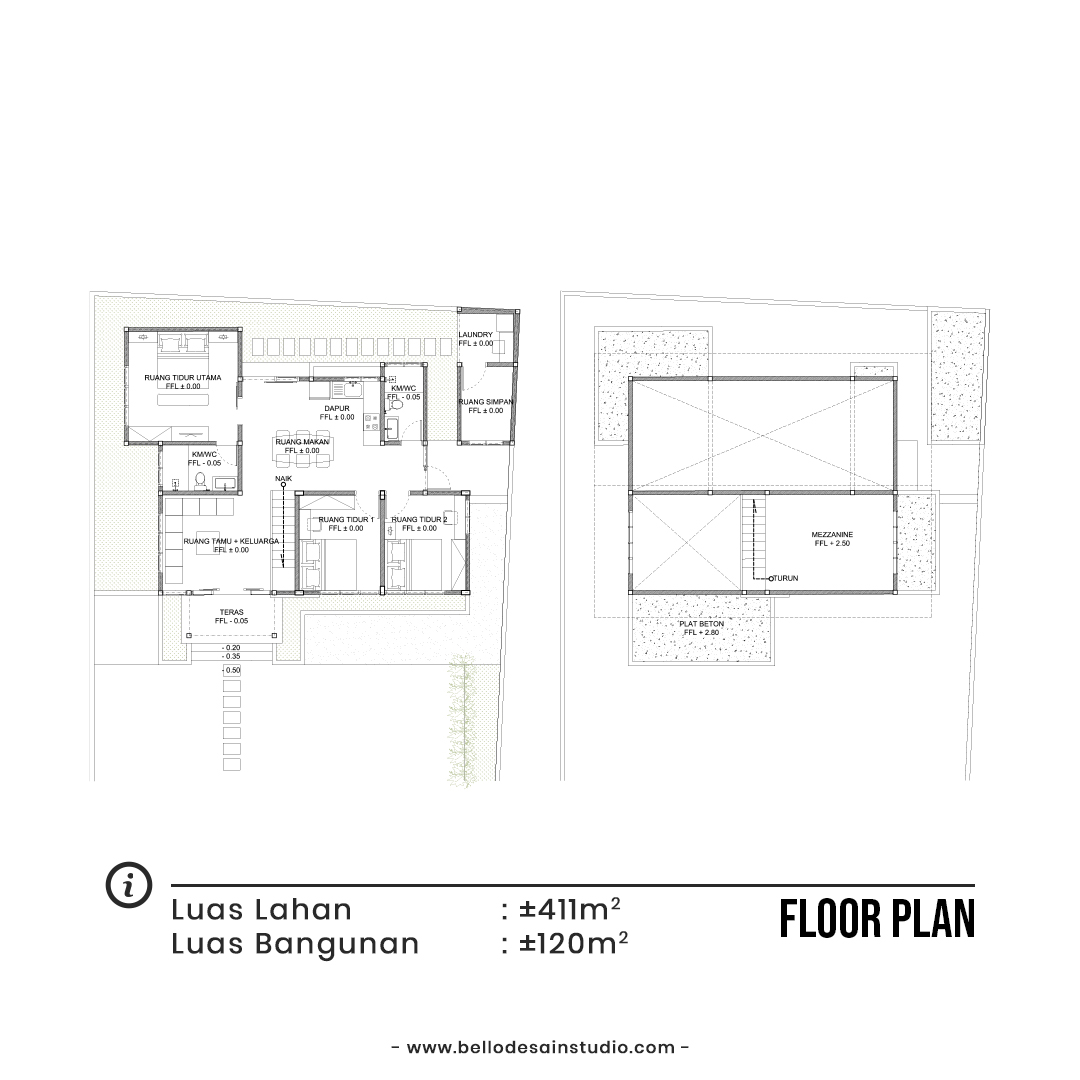 LAUNDRY
FFL ± 0.00
RUANG TIDUR UTAMA
FFL ± 0.00
KM/WC
FFL - 0.05
RUANG SIMPAN
FFL ± 0.00
DAPUR
FFL ± 0.00
RUANG MAKAN
FFL ± 0.00
KM/WC
FFL - 0.05
NAIK
RUANG TIDUR 1
FFL ± 0.00
RUANG TIDUR 2
FFL ± 0.00
RUANG TAMU + KELUARGA
FFL ± 0.00
TERAS
FFL - 0.05
- 0.20
- 0.35
- 0.50
MEZZANINE
FFL + 2.50
TURUN
PLAT BETON
FFL + 2.80
i
Luas Lahan : ±411m²
Luas Bangunan : ±120m²
FLOOR PLAN
- www.bellodesainstudio.com -